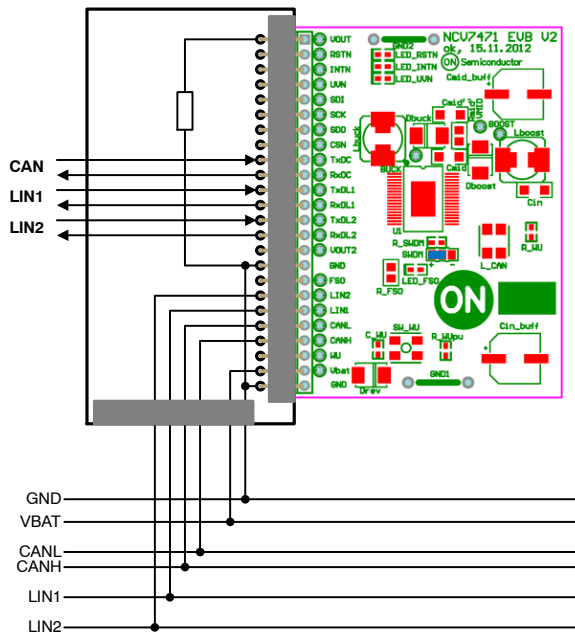 NCV7471 EVB V2
ok, 15.11.2012
ON Semiconductor
GND2
LED_RSTN
LED_INTN
LED_UVN
Cmid_buff
VOUT
RSTN
INTN
UVN
SDI
SCK
SDO
CSN
TxDC
RxDC
TxDL1
RxDL1
TxDL2
RxDL2
VOUT2
GND
FSO
LIN2
LIN1
CANL
CANH
WU
Vbat
GND
CAN
LIN1
LIN2
Lbuck
Dbuck
Cmid
Rmid
VMID
BOOST
Lboost
BUCK
Cmid
Dboost
Cin
U1
R_SWDM
SWDM
+ -
R_FSO
LED_FSO
L_CAN
R_WU
ON
Cin_buff
C_WU
SW_WU
R_WUpu
+
Drev
GND1
GND
VBAT
CANL
CANH
LIN1
LIN2